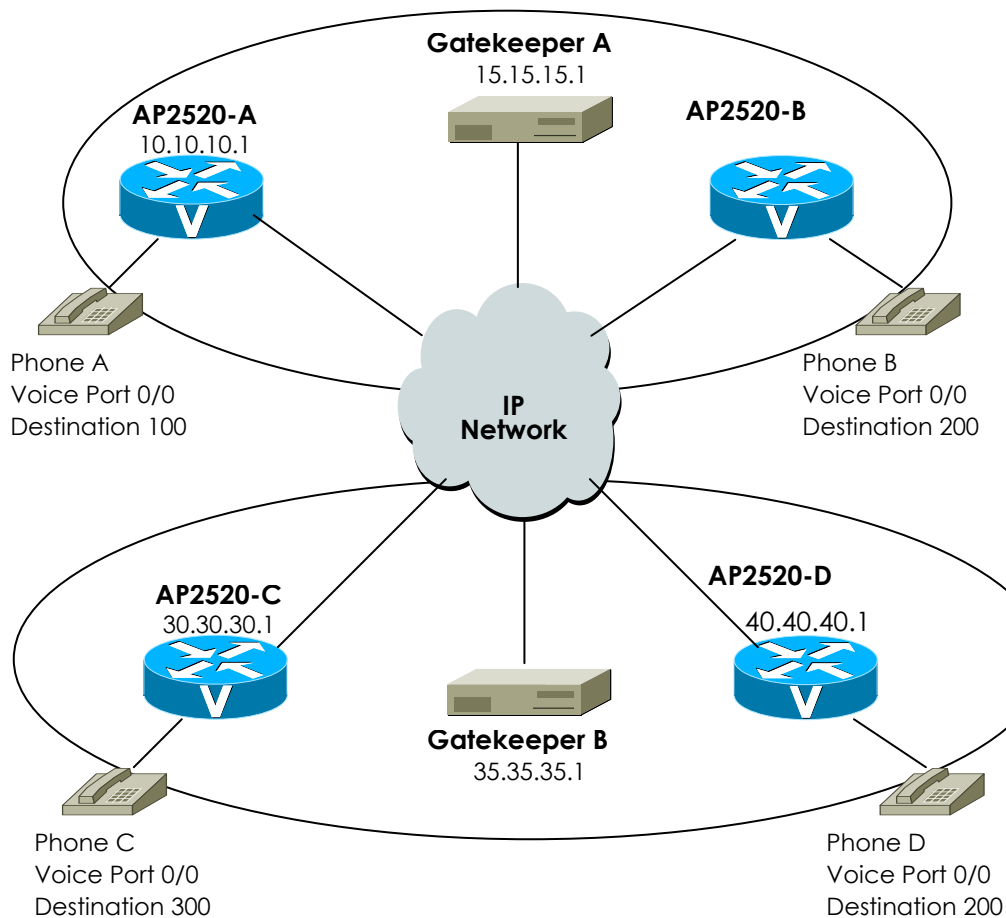 Gatekeeper A
15.15.15.1
AP2520-A
10.10.10.1
AP2520-B
V
V
Phone A
Voice Port 0/0
Destination 100
Phone B
Voice Port 0/0
Destination 200
IP
Network
AP2520-C
30.30.30.1
AP2520-D
40.40.40.1
V
V
Gatekeeper B
35.35.35.1
Phone C
Voice Port 0/0
Destination 300
Phone D
Voice Port 0/0
Destination 200